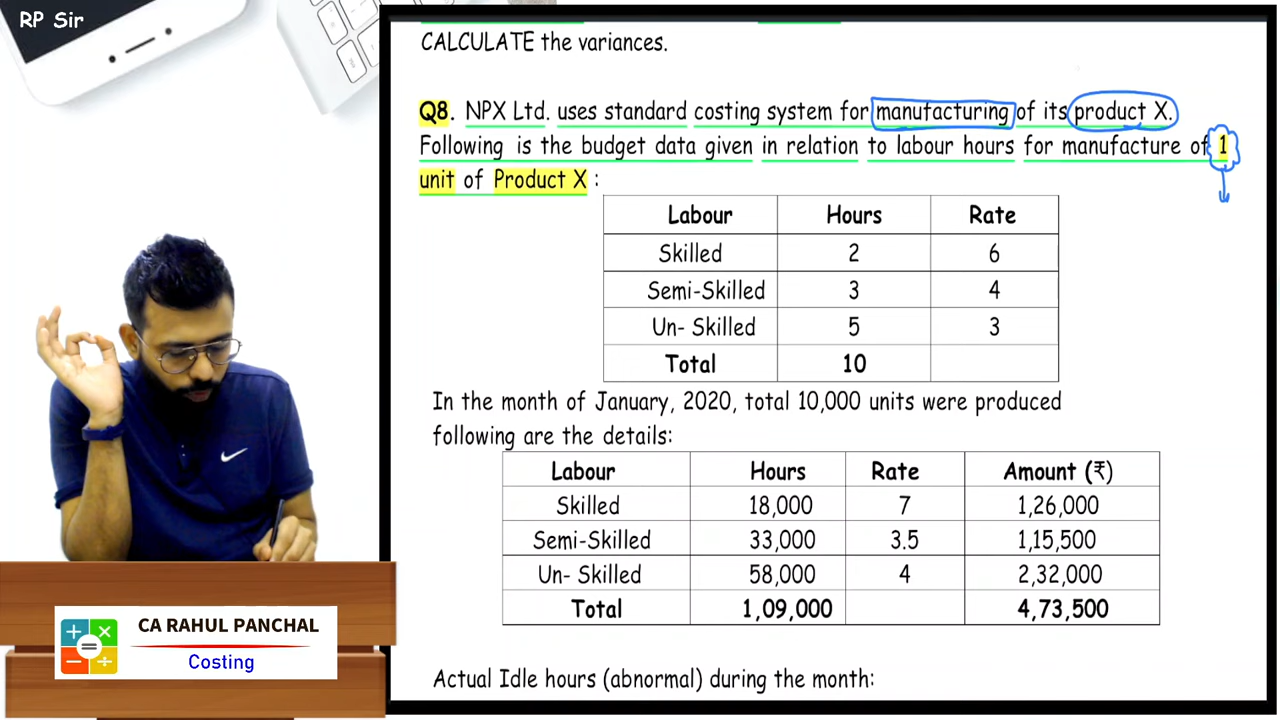 RP Sir
CALCULATE the variances.
Q8. NPX Ltd. uses standard costing system for manufacturing of its product X.
Following is the budget data given in relation to labour hours for manufacture of 1
unit of Product X :
Labour Hours Rate
Skilled 2 6
Semi-Skilled 3 4
Un- Skilled 5 3
Total 10
In the month of January, 2020, total 10,000 units were produced
following are the details:
Labour Hours Rate Amount (₹)
Skilled 18,000 7 1,26,000
Semi-Skilled 33,000 3.5 1,15,500
Un- Skilled 58,000 4 2,32,000
Total 1,09,000 4,73,500
Actual Idle hours (abnormal) during the month:
CA RAHUL PANCHAL
Costing